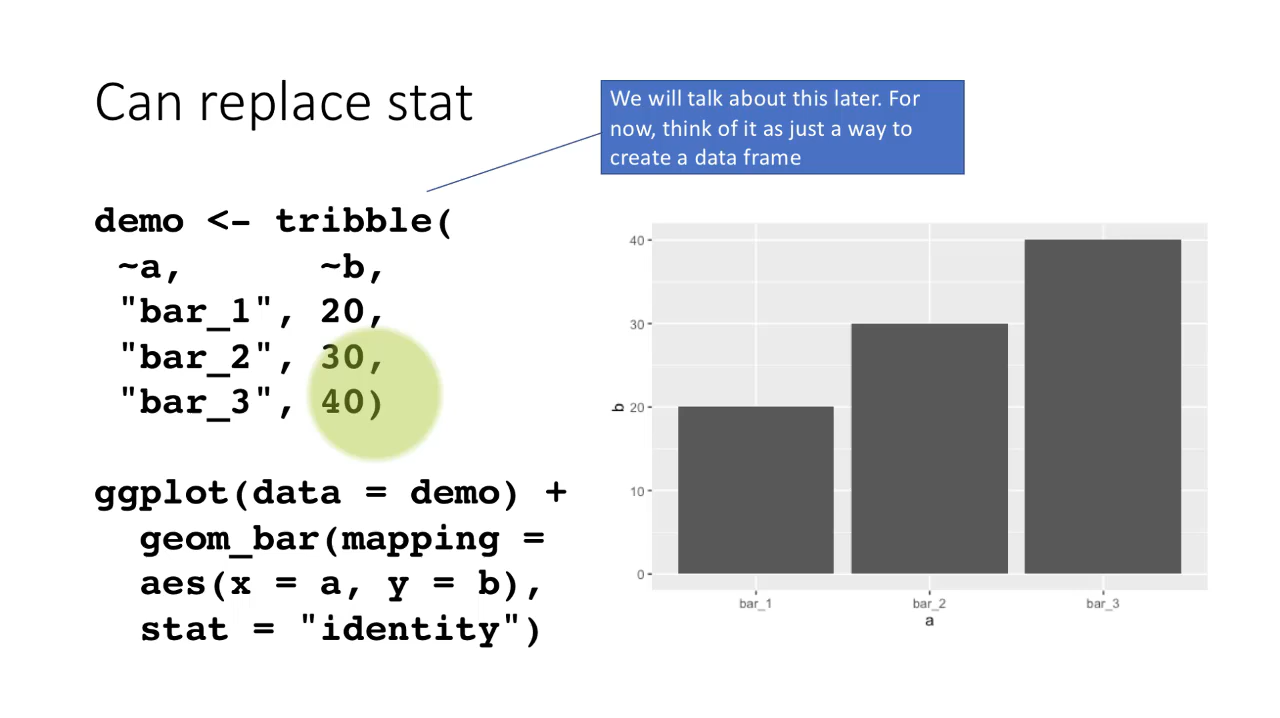 Can replace stat
We will talk about this later. For
now, think of it as just a way to
create a data frame
demo <- tribble(
~a, ~b,
"bar_1", 20,
"bar_2", 30,
"bar_3", 40)
ggplot(data = demo) +
geom_bar(mapping =
aes(x = a, y = b),
stat = "identity")
40
30
20
10
0
b
bar_1 bar_2 bar_3
a